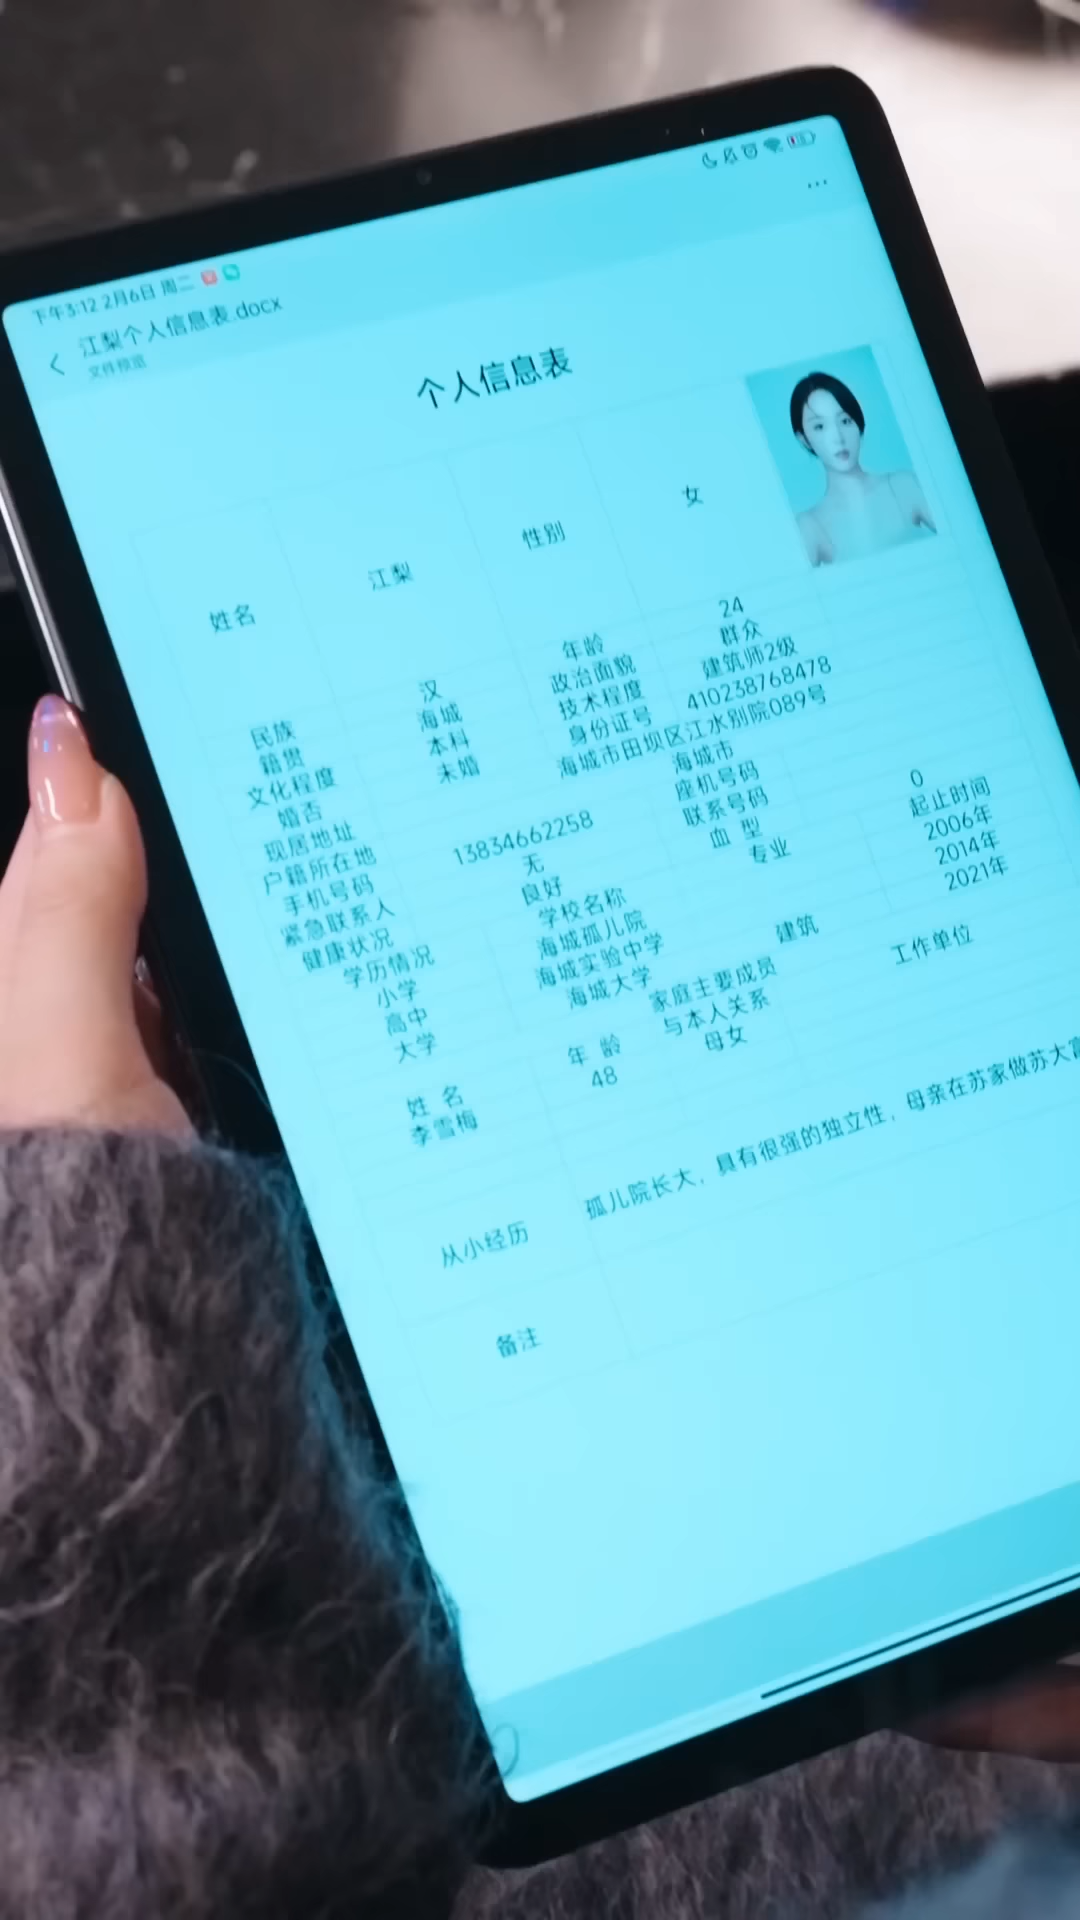 下午3:12 2月6日 周二
江梨个人信息表.docx
文件预览
个人信息表
姓名 江梨 性别 女
民族 汉 年龄 24
籍贯 海城 政治面貌 群众
文化程度 本科 技术程度 建筑师2级
婚否 未婚 身份证号 410238768478
现居地址 海城市田坝区江水别院089号
户籍所在地 海城市
手机号码 13834662258 座机号码
紧急联系人 无 联系号码
健康状况 良好 血 型 0
学历情况 学校名称 专业 起止时间
小学 海城孤儿院 2006年
高中 海城实验中学 2014年
大学 海城大学 建筑 2021年
家庭主要成员
姓 名 年 龄 与本人关系 工作单位
李雪梅 48 母女
从小经历 孤儿院长大，具有很强的独立性，母亲在苏家做苏大富
备注